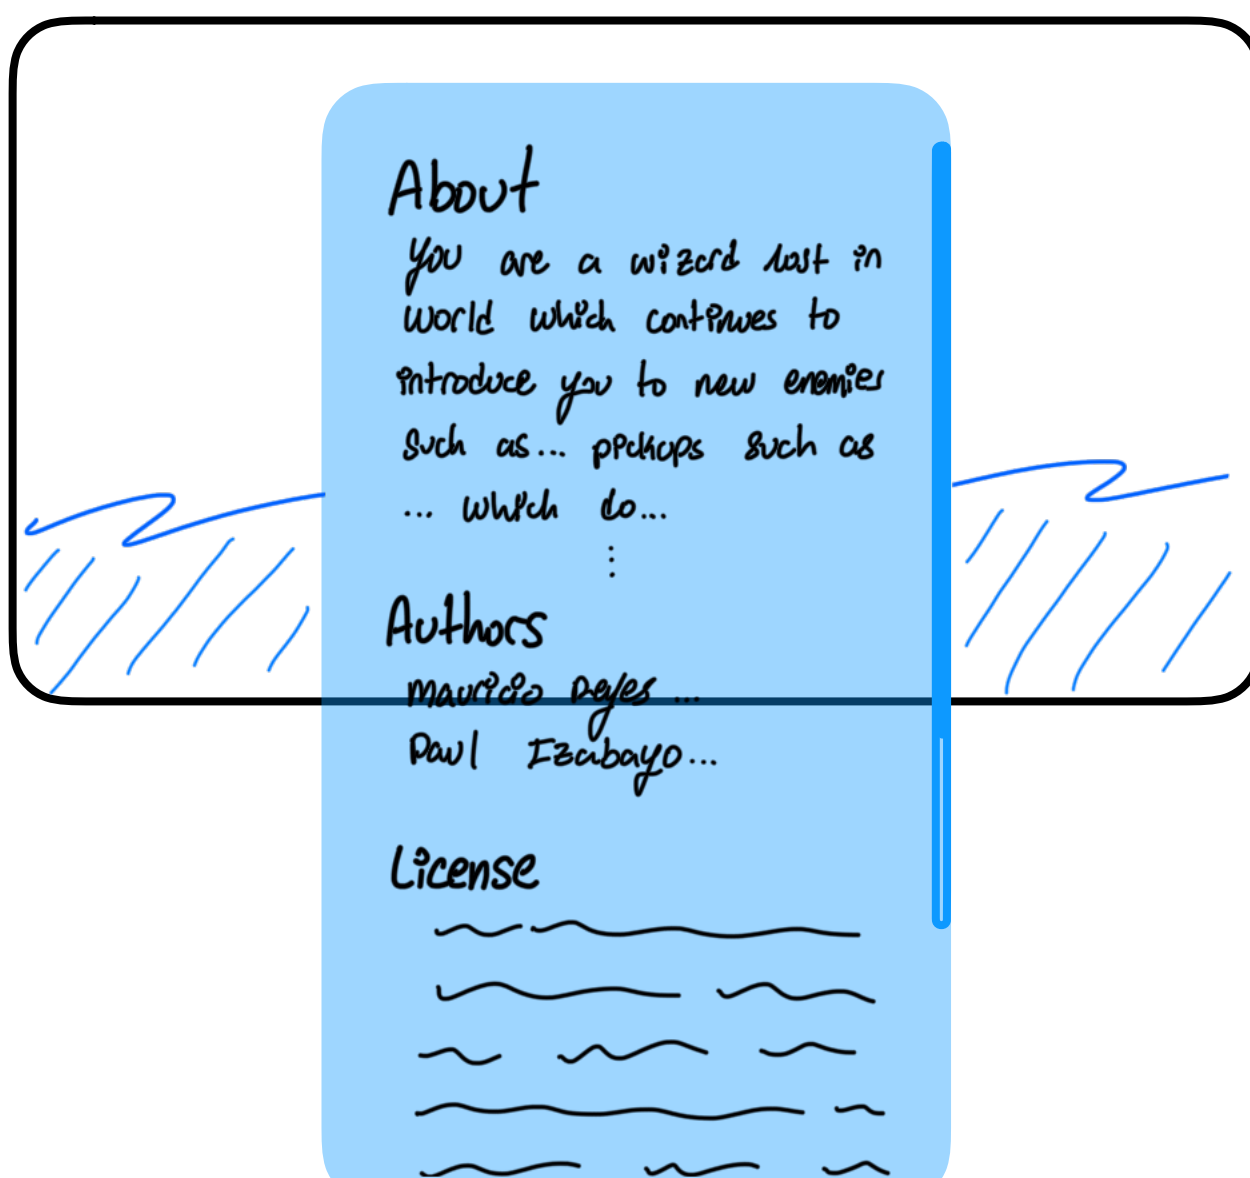 About
You are a wizard lost in
world which continues to
introduce you to new enemies
such as... pickups such as
... which do...
Authors
Mauricio Reyes ...
Paul Izabayo...
License